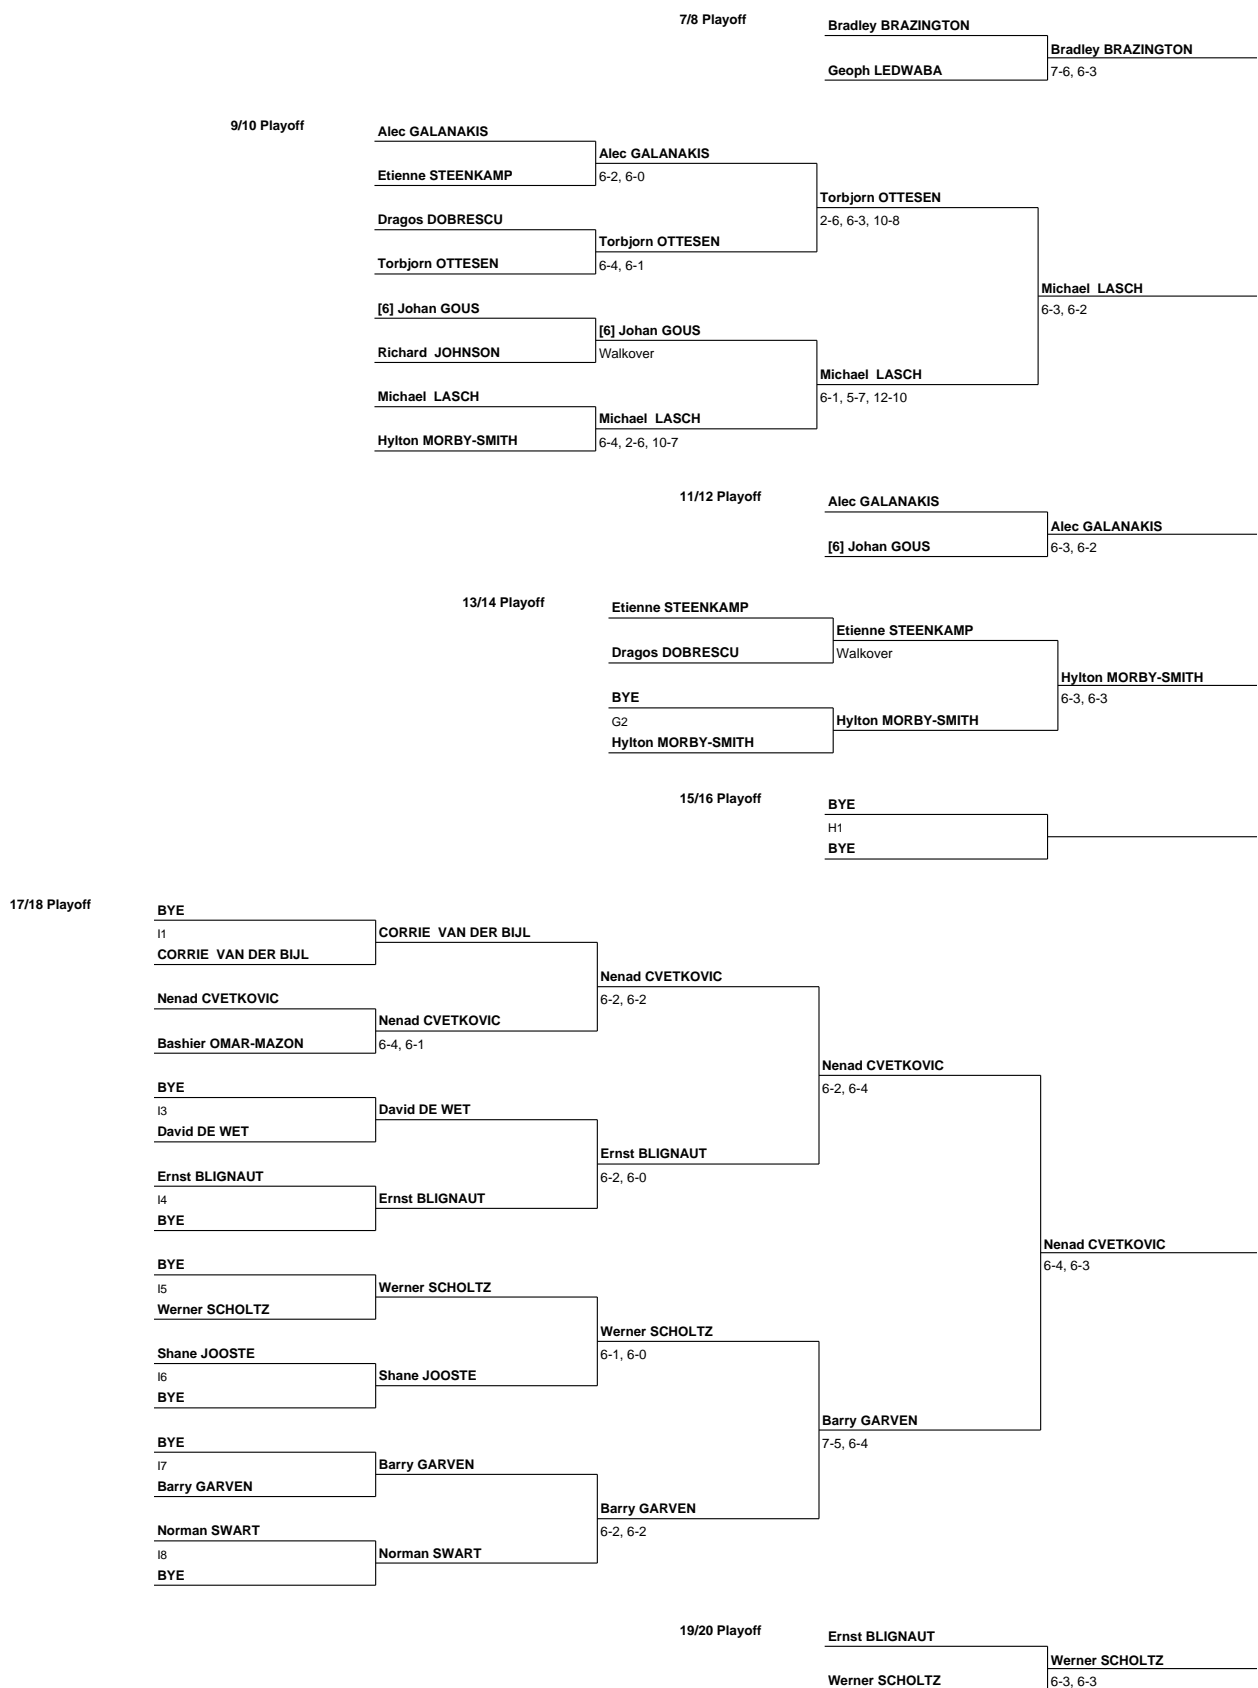 7/8 Playoff
Bradley BRAZINGTON
Bradley BRAZINGTON
Geoph LEDWABA
7-6, 6-3
9/10 Playoff
Alec GALANAKIS
Alec GALANAKIS
Etienne STEENKAMP
6-2, 6-0
Torbjorn OTTESEN
Dragos DOBRESCU
2-6, 6-3, 10-8
Torbjorn OTTESEN
Torbjorn OTTESEN
6-4, 6-1
Michael LASCH
[6] Johan GOUS
6-3, 6-2
[6] Johan GOUS
Richard JOHNSON
Walkover
Michael LASCH
Michael LASCH
6-1, 5-7, 12-10
Michael LASCH
Hylton MORBY-SMITH
6-4, 2-6, 10-7
11/12 Playoff
Alec GALANAKIS
Alec GALANAKIS
[6] Johan GOUS
6-3, 6-2
13/14 Playoff
Etienne STEENKAMP
Etienne STEENKAMP
Dragos DOBRESCU
Walkover
Hylton MORBY-SMITH
BYE
6-3, 6-3
G2
Hylton MORBY-SMITH
Hylton MORBY-SMITH
15/16 Playoff
BYE
H1
BYE
17/18 Playoff
BYE
I1
CORRIE VAN DER BIJL
CORRIE VAN DER BIJL
Nenad CVETKOVIC
Nenad CVETKOVIC
6-2, 6-2
Nenad CVETKOVIC
Bashier OMAR-MAZON
6-4, 6-1
Nenad CVETKOVIC
BYE
6-2, 6-4
I3
David DE WET
David DE WET
Ernst BLIGNAUT
Ernst BLIGNAUT
6-2, 6-0
I4
Ernst BLIGNAUT
BYE
Nenad CVETKOVIC
BYE
6-4, 6-3
I5
Werner SCHOLTZ
Werner SCHOLTZ
Werner SCHOLTZ
Shane JOOSTE
6-1, 6-0
I6
Shane JOOSTE
BYE
Barry GARVEN
BYE
7-5, 6-4
I7
Barry GARVEN
Barry GARVEN
Barry GARVEN
Norman SWART
6-2, 6-2
I8
Norman SWART
BYE
19/20 Playoff
Ernst BLIGNAUT
Werner SCHOLTZ
Werner SCHOLTZ
6-3, 6-3